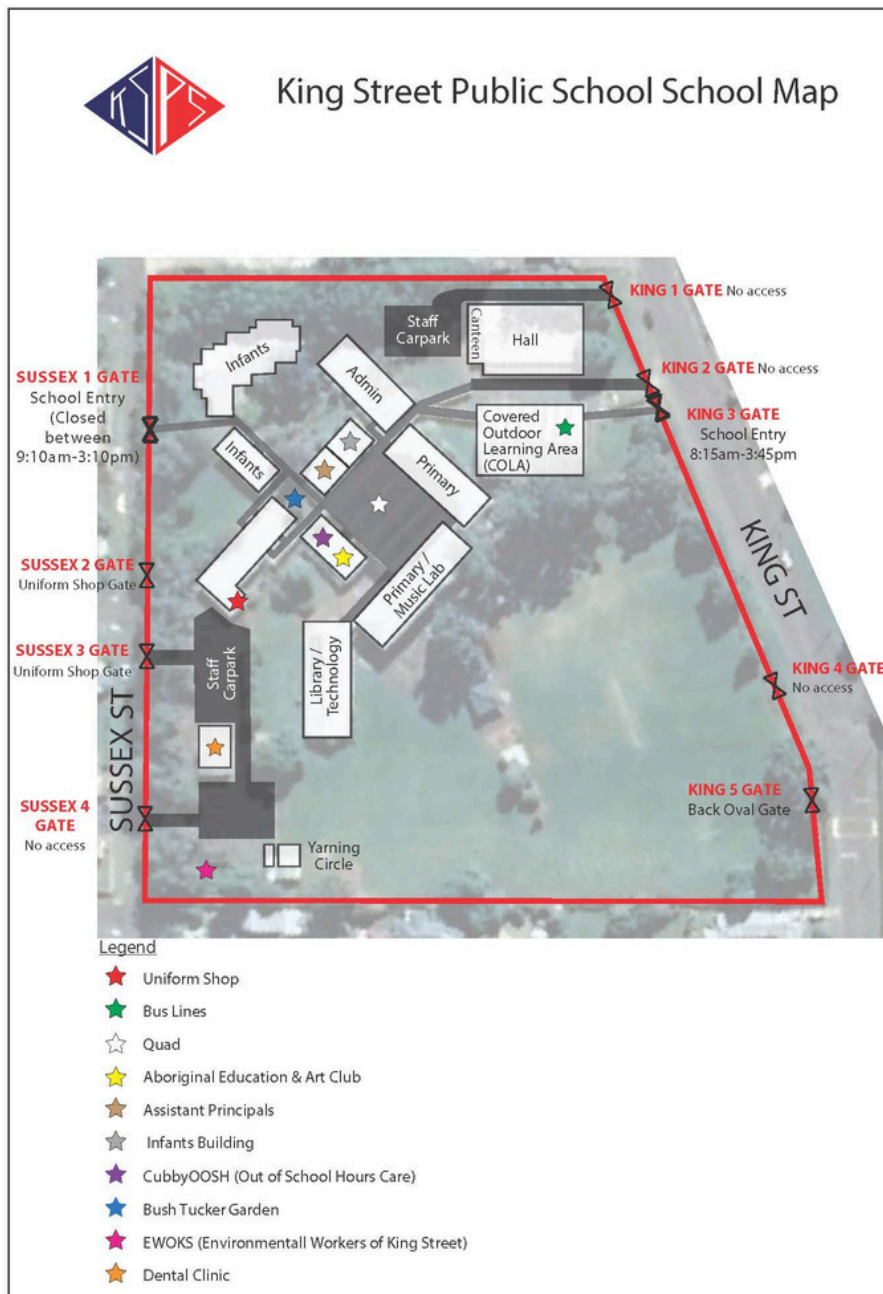 KSPS
King Street Public School School Map
KING 1 GATE No access
Staff
Carpark
Canteen
Hall
Infants
Admin
KING 2 GATE No access
SUSSEX 1 GATE
School Entry
(Closed
between
9:10am-3:10pm)
KING 3 GATE
School Entry
8:15am-3:45pm
Covered
Outdoor
Learning Area
(COLA)
Infants
Primary
KING ST
SUSSEX 2 GATE
Uniform Shop Gate
Primary /
Music Lab
SUSSEX 3 GATE
Uniform Shop Gate
Staff
Carpark
Library /
Technology
KING 4 GATE
No access
SUSSEX ST
KING 5 GATE
Back Oval Gate
SUSSEX 4
GATE
No access
Yarning
Circle
Legend
Uniform Shop
Bus Lines
Quad
Aboriginal Education & Art Club
Assistant Principals
Infants Building
CubbyOOSH (Out of School Hours Care)
Bush Tucker Garden
EWOKS (Environmentall Workers of King Street)
Dental Clinic